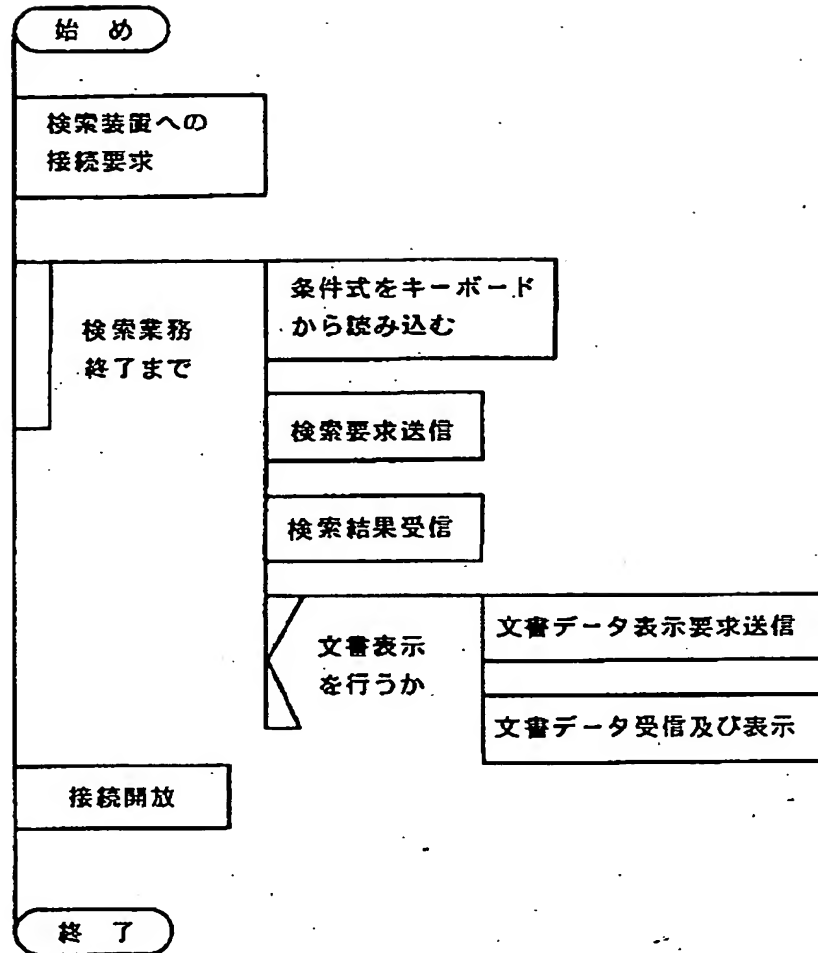 始め
検索装置への
接続要求
検索業務
終了まで
条件式をキーボード
から読み込む
検索要求送信
検索結果受信
文書表示
を行うか
文書データ表示要求送信
文書データ受信及び表示
接続開放
終了